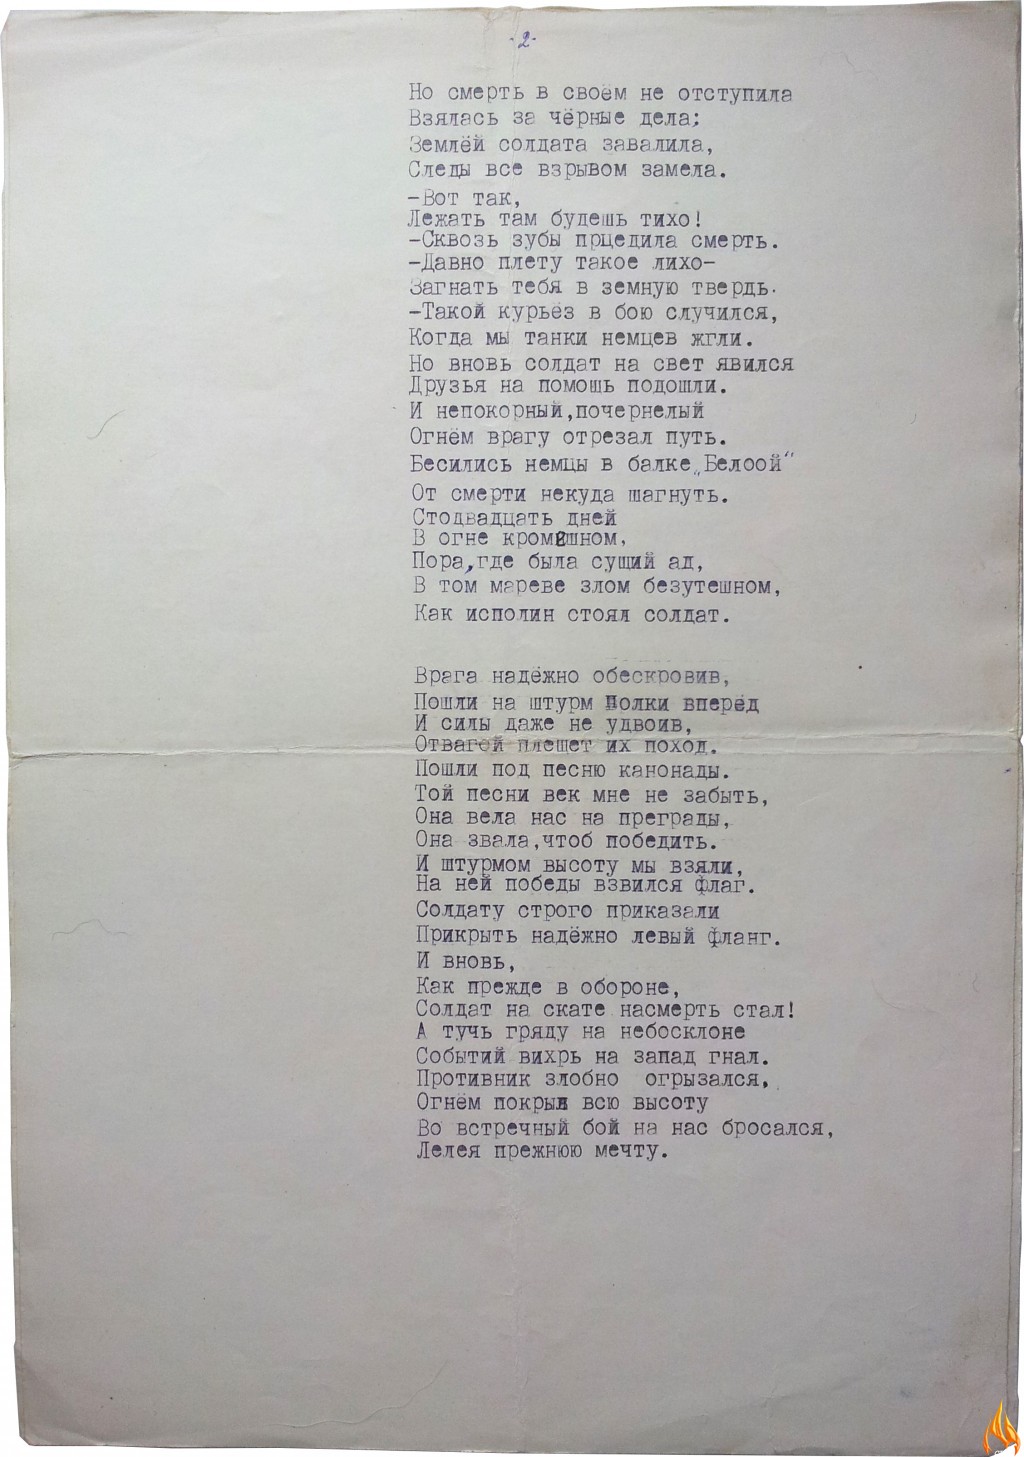 -2-
Но смерть в своём не отступила
Взялась за чёрные дела;
Землёй солдата завалила,
Следы все взрывом замела.
-Вот так,
Лежать там будешь тихо!
-Сквозь зубы прцедила смерть.
-Давно плету такое лихо-
Загнать тебя в земную твердь.
-Такой курьёз в бою случился,
Когда мы танки немцев жгли.
Но вновь солдат на свет явился
Друзья на помошь подошли.
И непокорный,почернелый
Огнём врагу отрезал путь.
Бесились немцы в балке „Белоой"
От смерти некуда шагнуть.
Стодвадцать дней
В огне кромешном,
Пора,где была сущий ад,
В том мареве злом безутешном,
Как исполин стоял солдат.
Врага надёжно обескровив,
Пошли на штурм Полки вперёд
И силы даже не удвоив,
Отвагой плещет их поход.
Пошли под песню канонады.
Той песни век мне не забыть,
Она вела нас на преграды,
Она звала,чтоб победить.
И штурмом высоту мы взяли,
На ней победы взвился флаг.
Солдату строго приказали
Прикрыть надёжно левый фланг.
И вновь,
Как прежде в обороне,
Солдат на скате насмерть стал!
А тучь гряду на небосклоне
Событий вихрь на запад гнал.
Противник злобно огрызался,
Огнём покрыл всю высоту
Во встречный бой на нас бросался,
Лелея прежнюю мечту.